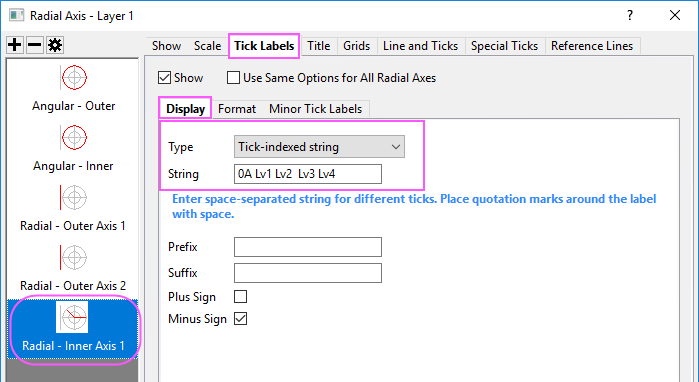 Radial Axis - Layer 1
Show Scale Tick Labels Title Grids Line and Ticks Special Ticks Reference Lines
Show Use Same Options for All Radial Axes
Angular - Outer
Angular - Inner
Radial - Outer Axis 1
Radial - Outer Axis 2
Radial - Inner Axis 1
Display Format Minor Tick Labels
Type Tick-indexed string
String 0A Lv1 Lv2  Lv3 Lv4
Enter space-separated string for different ticks. Place quotation marks around the label
with space.
Prefix
Suffix
Plus Sign
Minus Sign